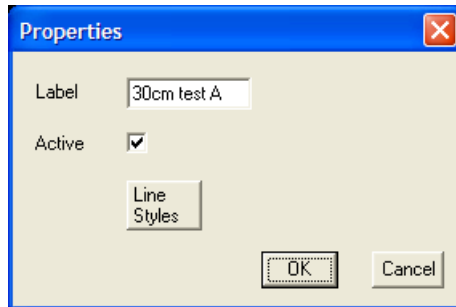 Properties
Label 30cm test A
Active
Line
Styles
OK Cancel